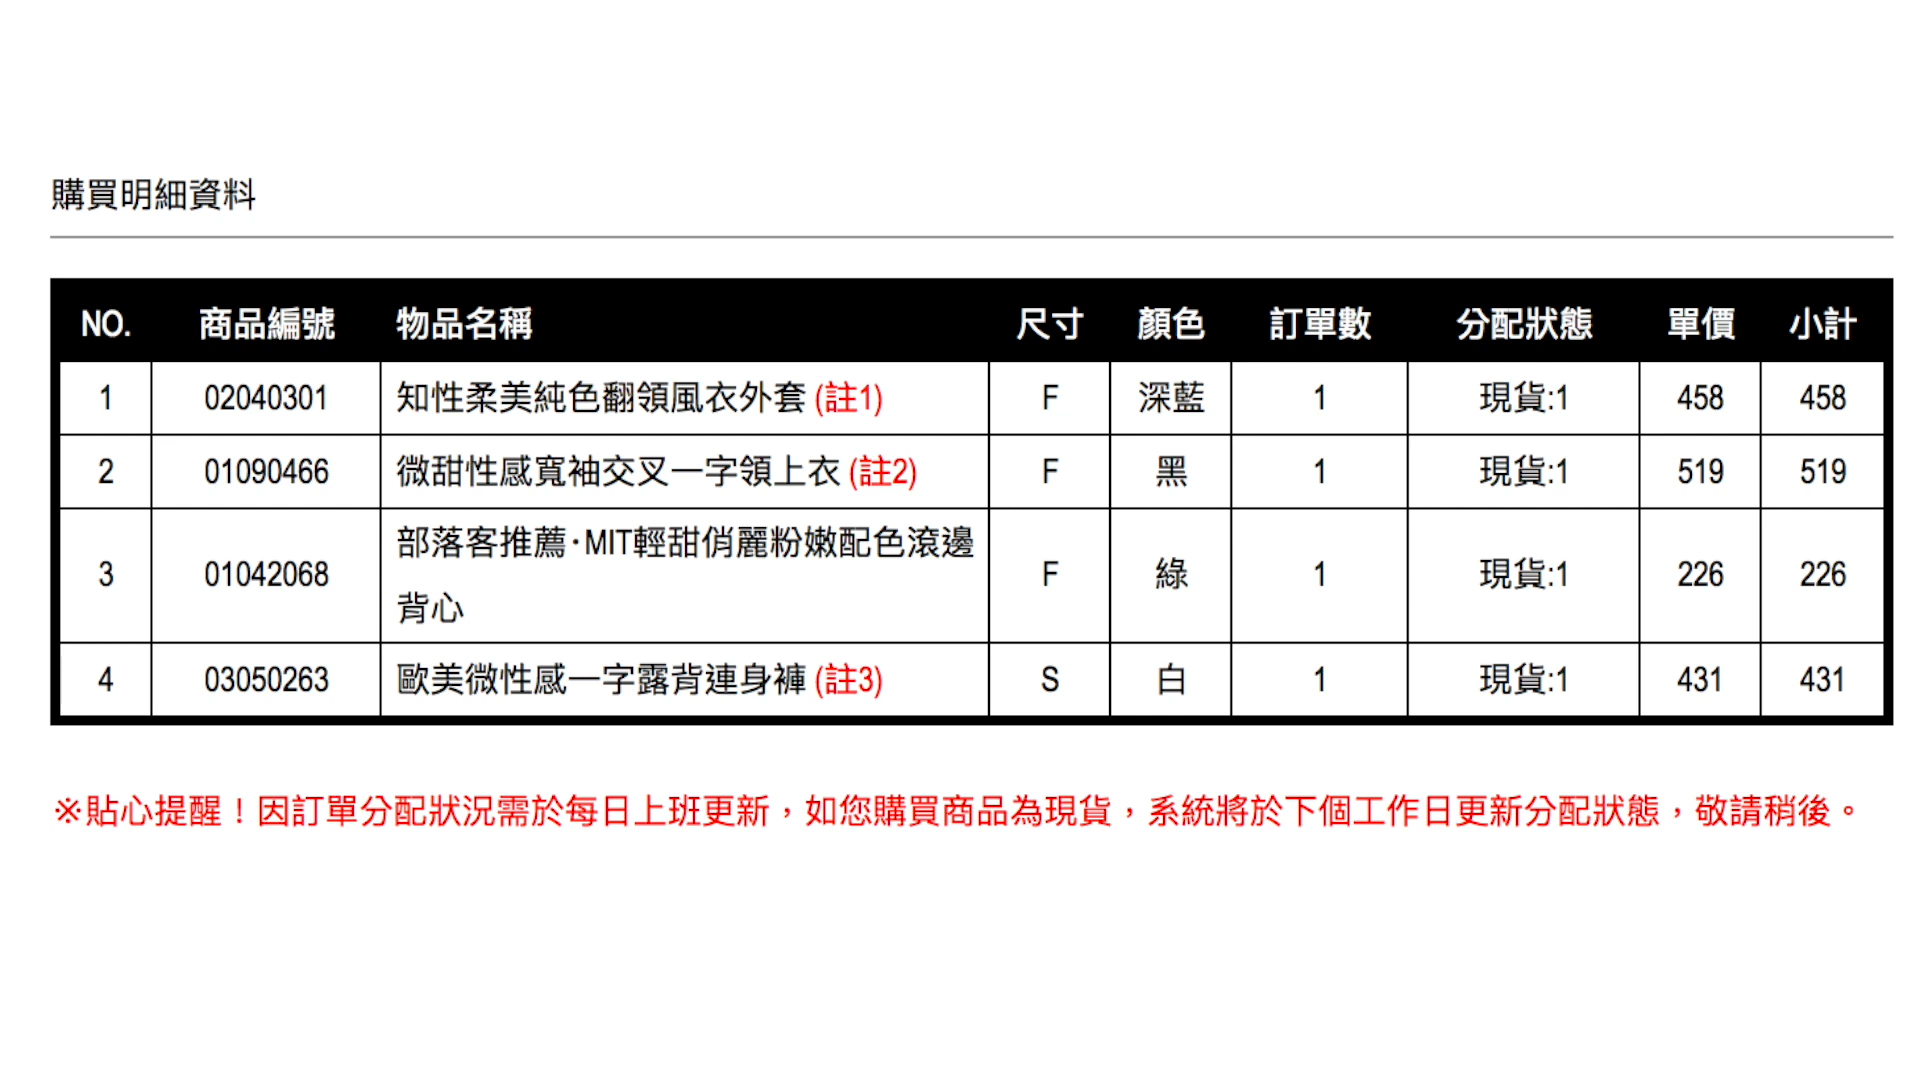 購買明細資料
NO. 商品編號 物品名稱 尺寸 顏色 訂單數 分配狀態 單價 小計
1 02040301 知性柔美純色翻領風衣外套 (註1) F 深藍 1 現貨:1 458 458
2 01090466 微甜性感寬袖交叉一字領上衣 (註2) F 黑 1 現貨:1 519 519
3 01042068 部落客推薦·MIT輕甜俏麗粉嫩配色滾邊 F 綠 1 現貨:1 226 226
背心
4 03050263 歐美微性感一字露背連身褲 (註3) S 白 1 現貨:1 431 431
※貼心提醒！因訂單分配狀況需於每日上班更新，如您購買商品為現貨，系統將於下個工作日更新分配狀態，敬請稍後。